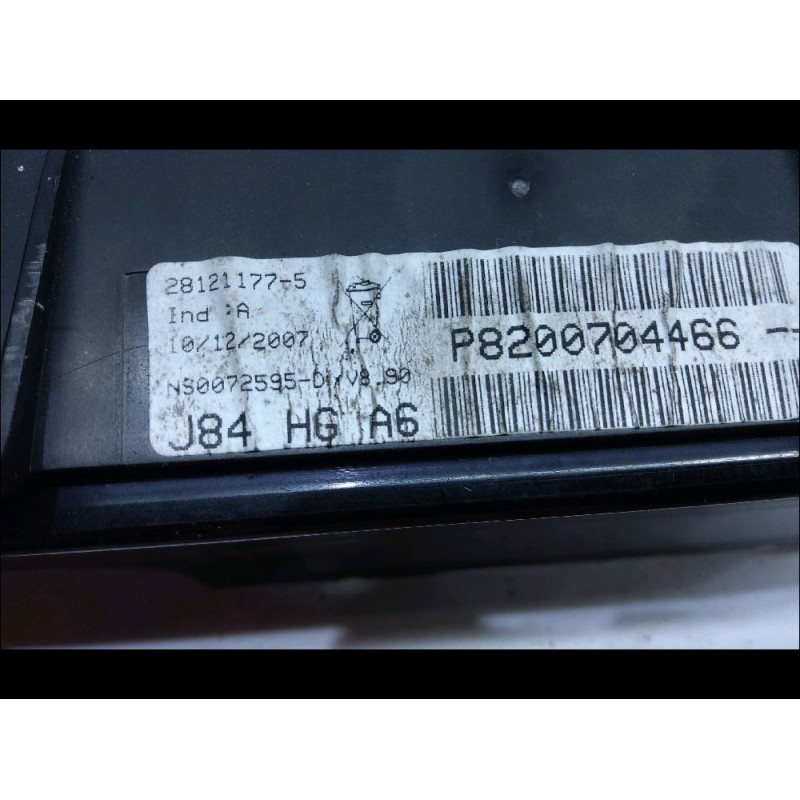 28121177-5
Ind :A
10/12/2007
NS0072595-D/V8.90
J84 HG A6
P8200704466 --